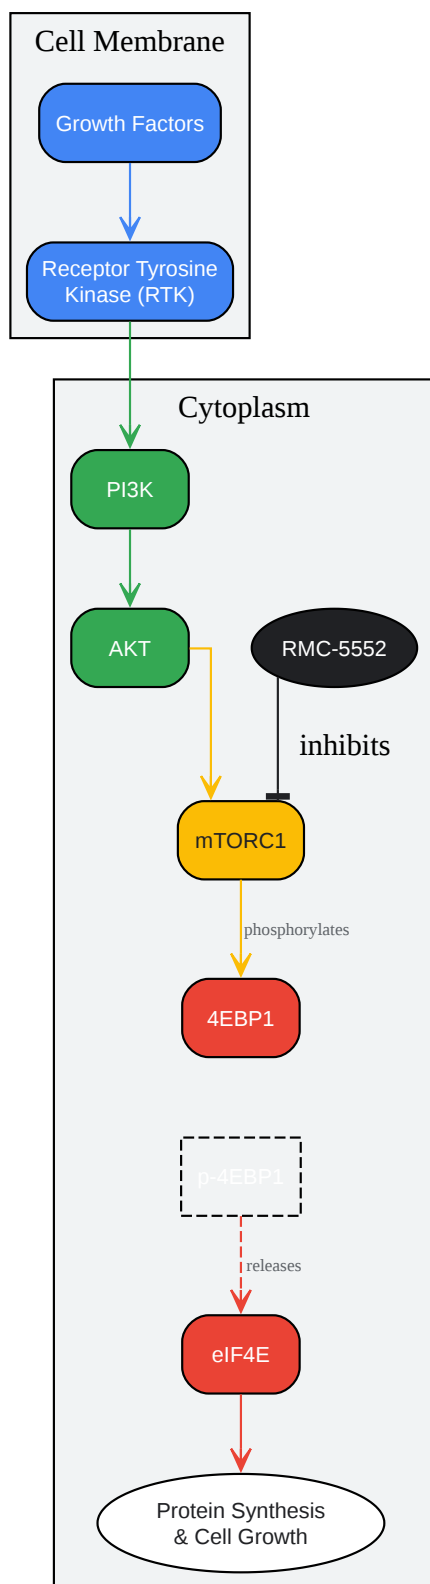 Cell Membrane
Growth Factors
Receptor Tyrosine
Kinase (RTK)
Cytoplasm
PI3K
AKT
RMC-5552
inhibits
mTORC1
phosphorylates
4EBP1
p-4EBP1
releases
eIF4E
Protein Synthesis
& Cell Growth